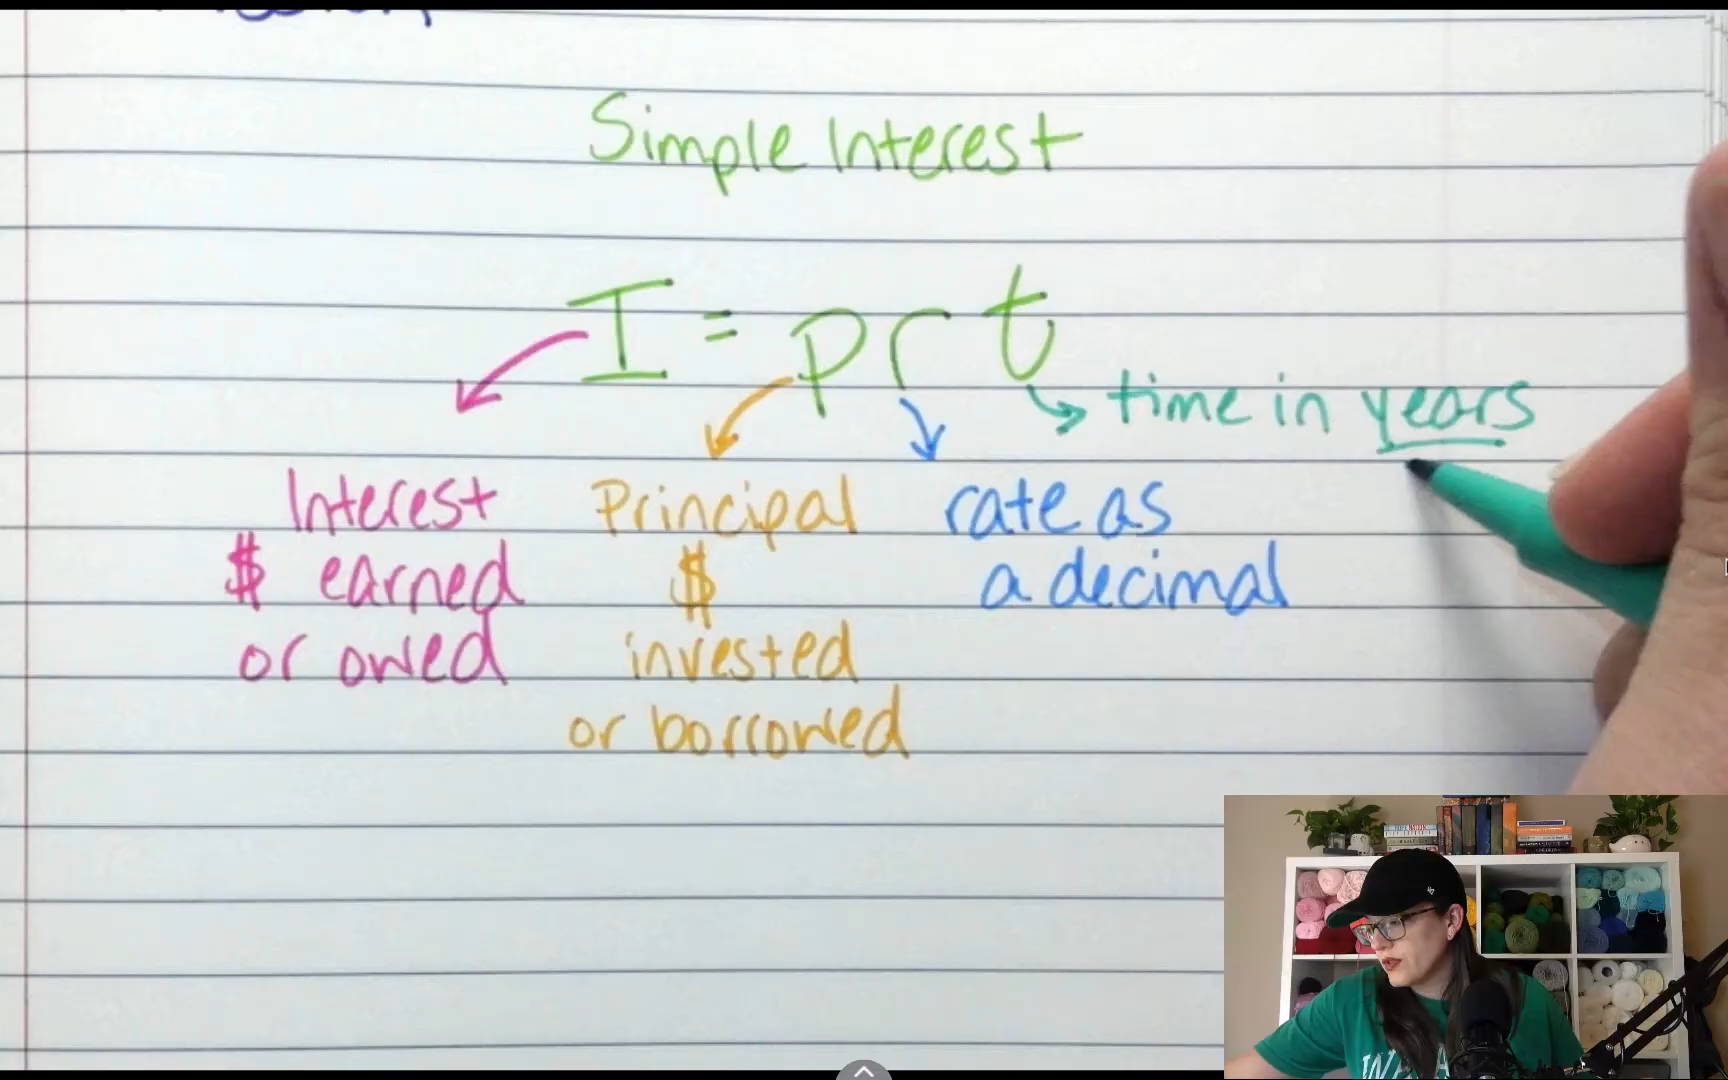 Simple Interest
I = prt
time in years
Interest
$ earned
or owed
Principal
$
invested
or borrowed
rate as
a decimal